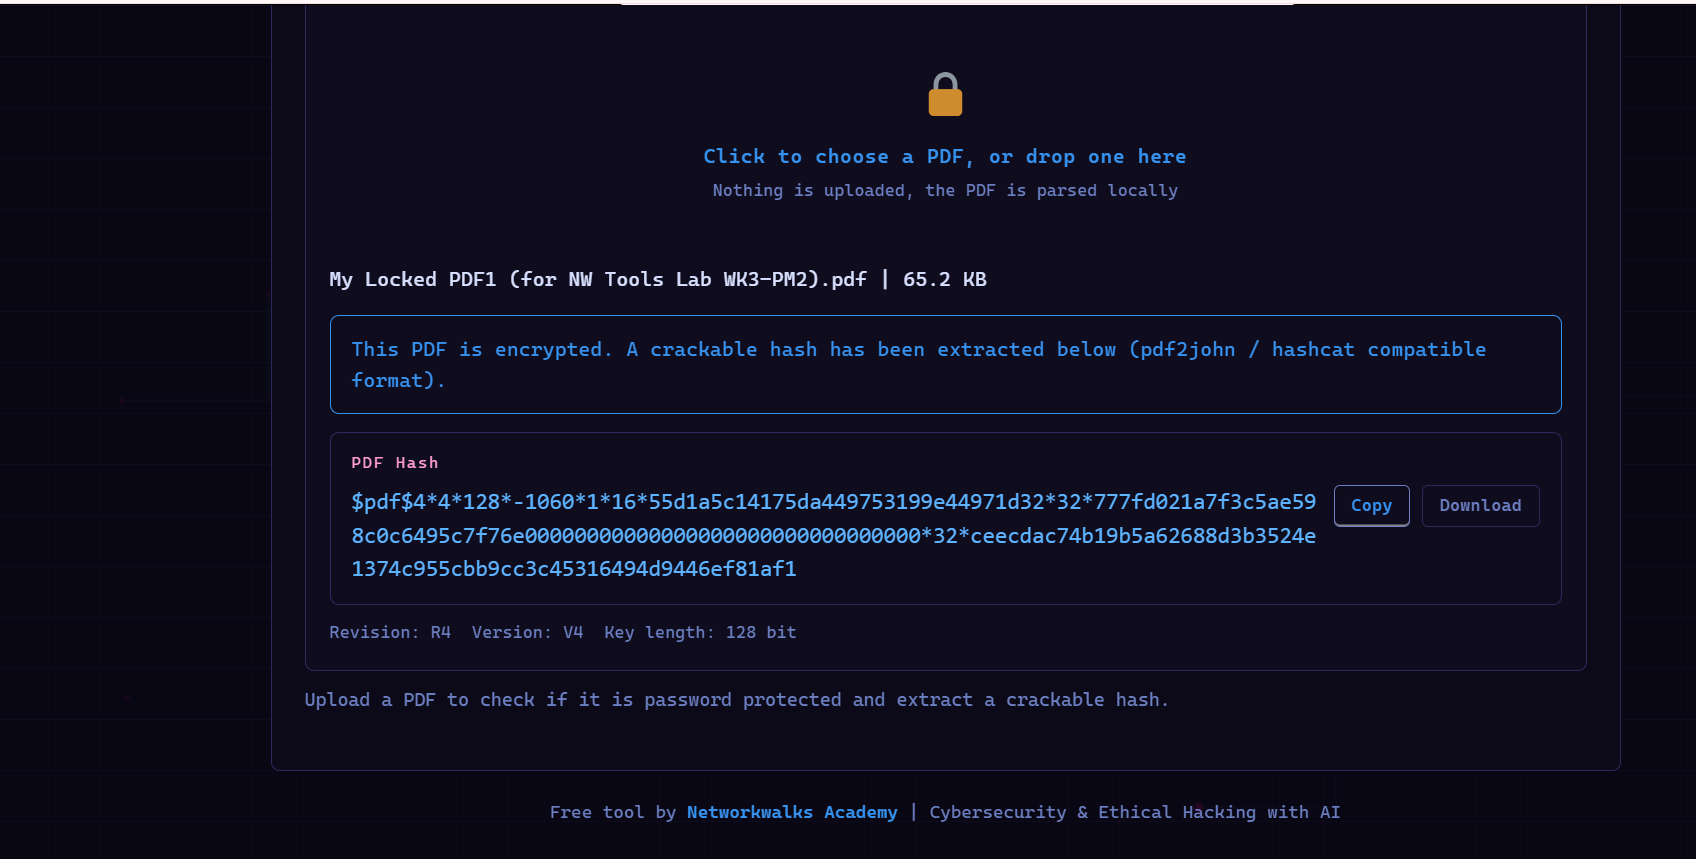 Click to choose a PDF, or drop one here
Nothing is uploaded, the PDF is parsed locally
My Locked PDF1 (for NW Tools Lab WK3-PM2).pdf | 65.2 KB
This PDF is encrypted. A crackable hash has been extracted below (pdf2john / hashcat compatible
format).
PDF Hash
$pdf$4*4*128*-1060*1*16*55d1a5c14175da449753199e44971d32*32*777fd021a7f3c5ae59
8c0c6495c7f76e00000000000000000000000000000000*32*ceecdac74b19b5a62688d3b3524e
1374c955cbb9cc3c45316494d9446ef81af1
Copy
Download
Revision: R4 Version: V4 Key length: 128 bit
Upload a PDF to check if it is password protected and extract a crackable hash.
Free tool by Networkwalks Academy | Cybersecurity & Ethical Hacking with AI